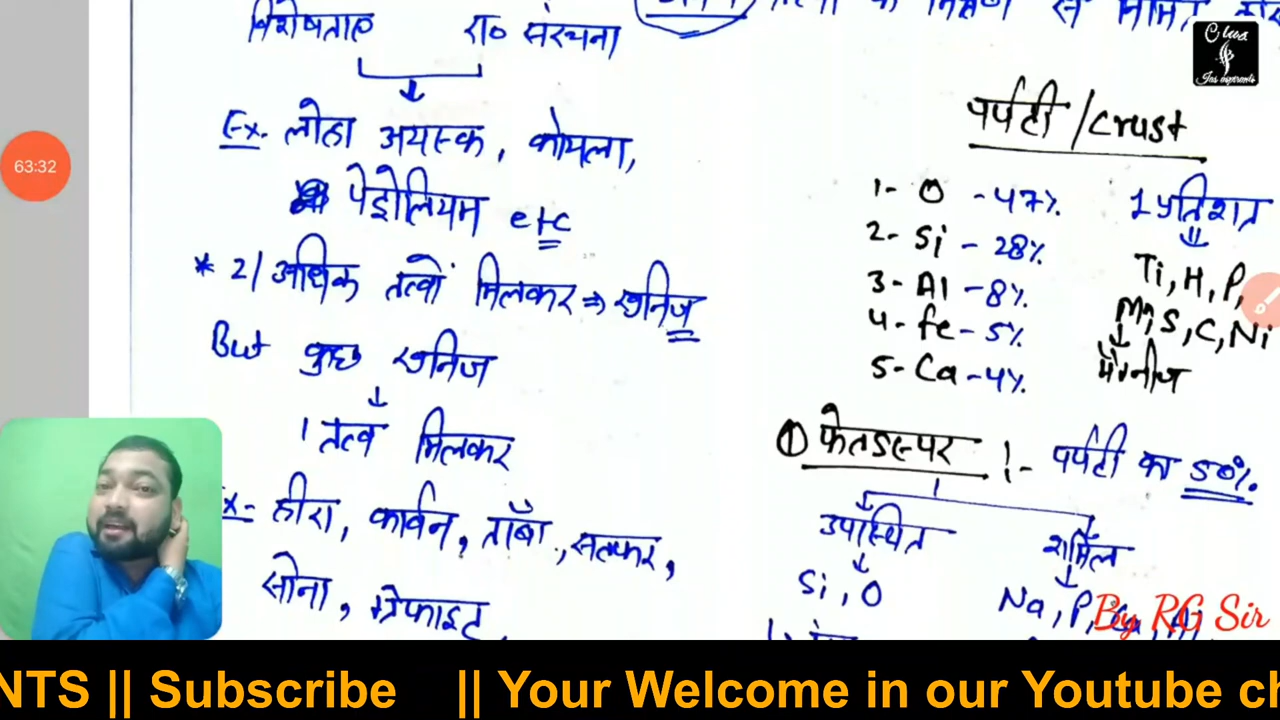 विशेषताए रा० संरचना
से निर्मित
Ex- लोहा अयस्क, कोयला,
पेट्रोलियम etc
* 2/अधिक तत्वों मिलकर ⇒ खनिज
But कुछ खनिज
1 तत्व मिलकर
Ex- हीरा, कार्बन, ताँबा, सल्फर,
सोना, ग्रेफाइट,
पर्पटी / Crust
1- O - 47%
2- Si - 28%
3- Al - 8%
4- fe - 5%
5- Ca - 4%
1 प्रतिशत
Ti, H, P,
Mn, S, C, Ni
मैंगनीज
① फेल्डस्पर :- पर्पटी का 50%
उपस्थित शामिल
Si, O Na, P,
By RG Sir
63:32
NTS || Subscribe || Your Welcome in our Youtube ch